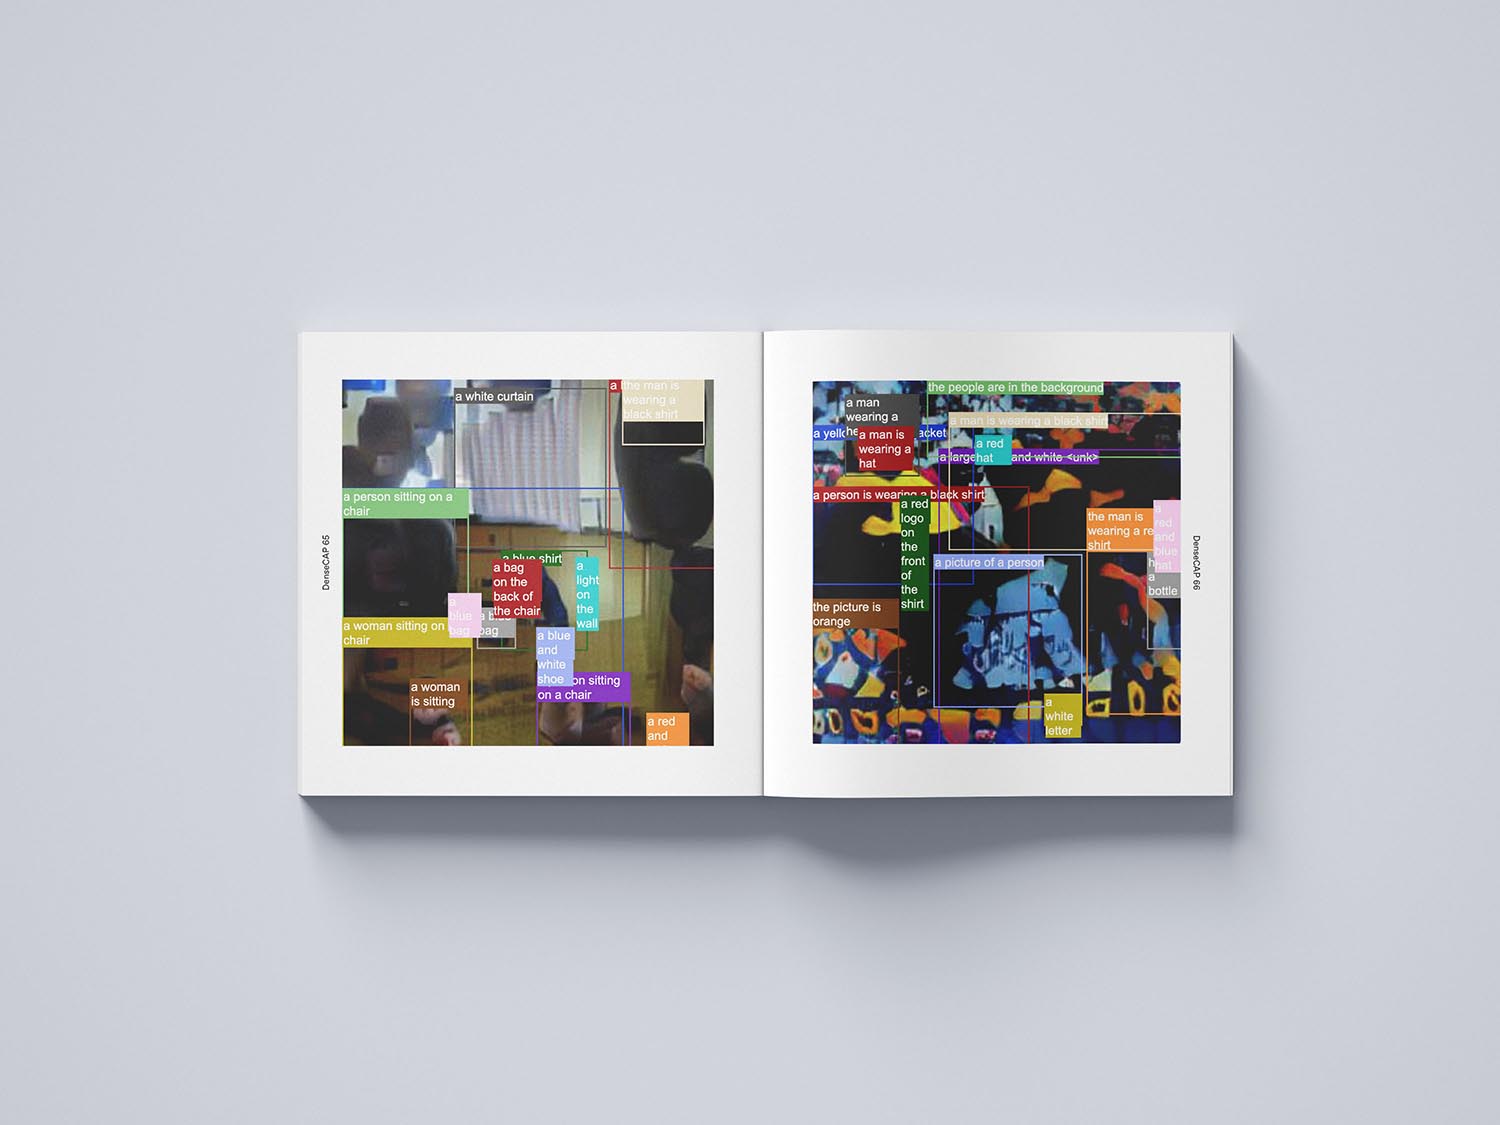 DenseCAP 65
a white curtain
a
the man is
wearing a
black shirt
a person sitting on a
chair
a blue shirt
a bag
on the
back of
the chair
a
light
on
the
wall
a
blue
bag
a
bag
a woman sitting on
chair
a blue
and
white
shoe
on sitting
on a chair
a woman
is sitting
a red
and
the people are in the background
a man
wearing a
a man is wearing a black shirt
a
a man is
wearing a
hat
a red
hat
a large
and white <unk>
a person is wearing a black shirt
a red
logo
on
the
front
of
the
shirt
the man is
wearing a re
shirt
a
red
and
blue
hat
a
bottle
a picture of a person
the picture is
orange
a
white
letter
DenseCAP 66